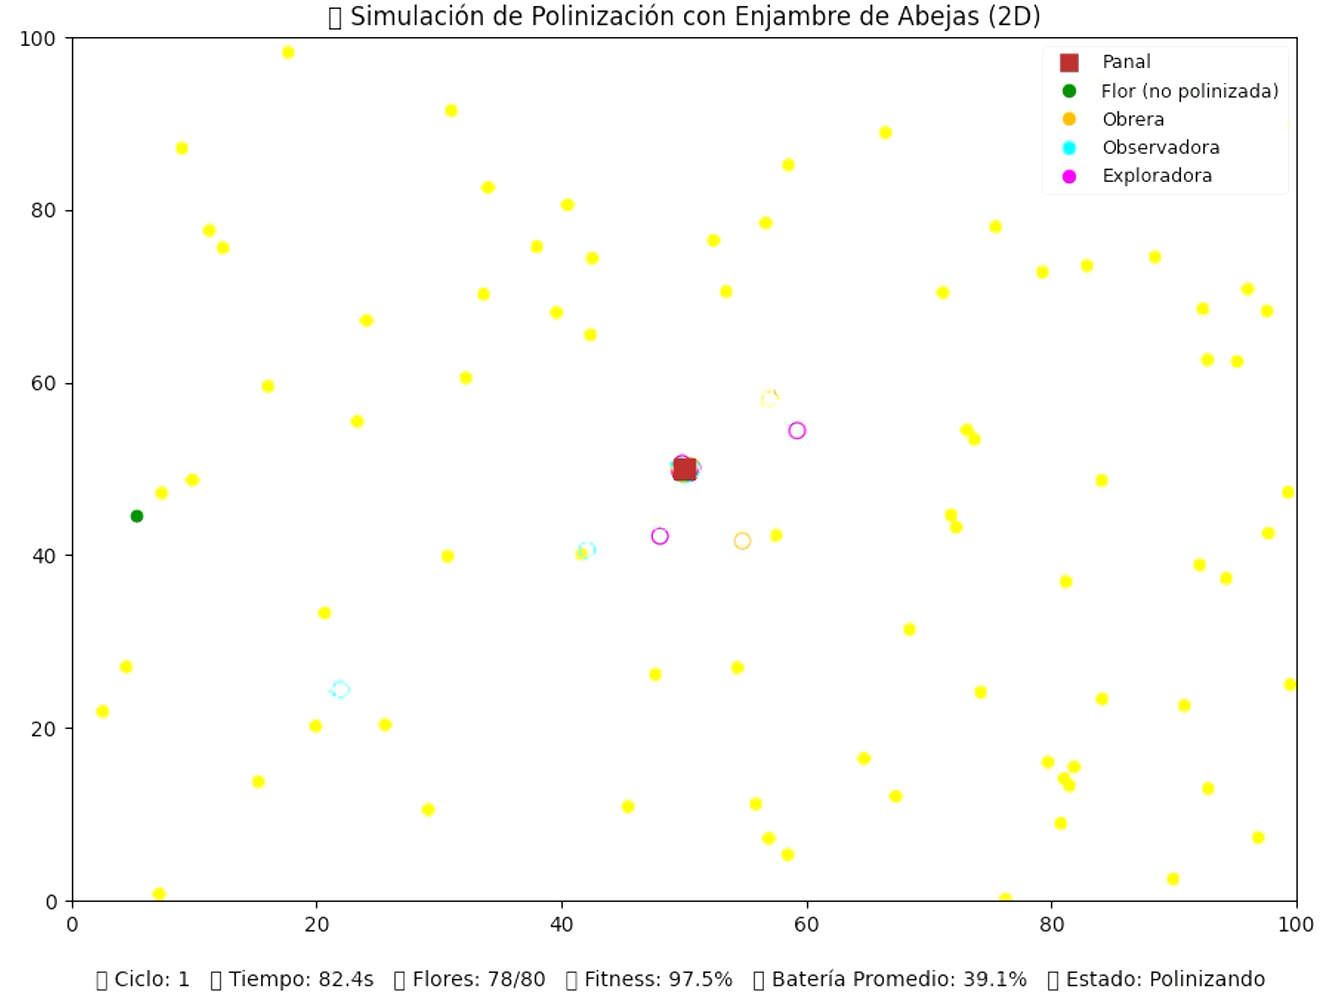 ▯ Simulación de Polinización con Enjambre de Abejas (2D)
100
80
60
40
20
0
Panal
Flor (no polinizada)
Obrera
Observadora
Exploradora
0 20 40 60 80 100
▯ Ciclo: 1 ▯ Tiempo: 82.4s ▯ Flores: 78/80 ▯ Fitness: 97.5% ▯ Batería Promedio: 39.1% ▯ Estado: Polinizando